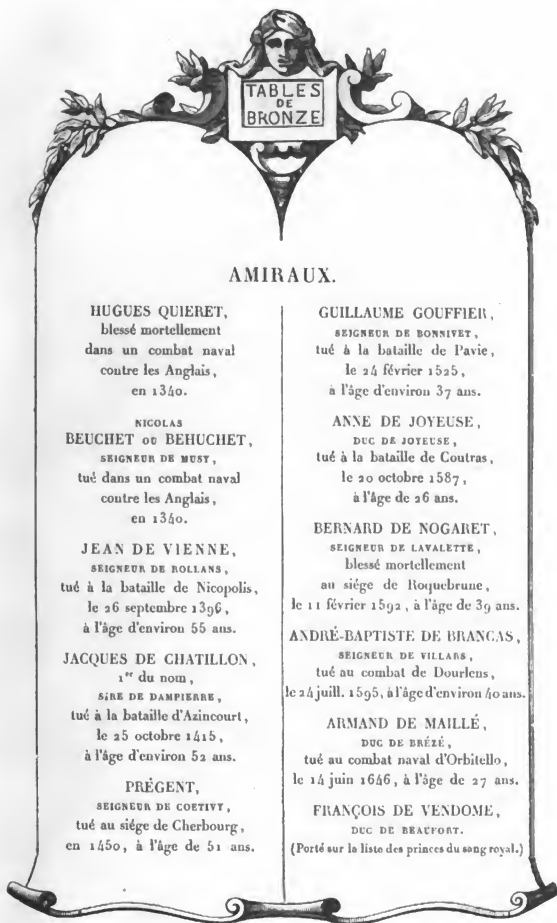 TABLES
DE
BRONZE
AMIRAUX.
HUGUES QUIERET,
blessé mortellement
dans un combat naval
contre les Anglais,
en 1340.
NICOLAS
BEUCHET OU BEHUCHET,
SEIGNEUR DE MUSY,
tué dans un combat naval
contre les Anglais,
en 1340.
JEAN DE VIENNE,
SEIGNEUR DE ROLLANS,
tué à la bataille de Nicopolis,
le 26 septembre 1396,
à l'âge d'environ 55 ans.
JACQUES DE CHATILLON,
1er du nom,
SIRE DE DAMPIERRE,
tué à la bataille d'Azincourt,
le 25 octobre 1415,
à l'âge d'environ 52 ans.
PRÉGENT,
SEIGNEUR DE COETIVY,
tué au siége de Cherbourg,
en 1450, à l'âge de 51 ans.
GUILLAUME GOUFFIER,
SEIGNEUR DE BONNIVET,
tué à la bataille de Pavie,
le 24 février 1525,
à l'âge d'environ 37 ans.
ANNE DE JOYEUSE,
DUC DE JOYEUSE,
tué à la bataille de Coutras,
le 20 octobre 1587,
à l'âge de 26 ans.
BERNARD DE NOGARET,
SEIGNEUR DE LAVALETTE,
blessé mortellement
au siége de Roquebrune,
le 11 février 1592, à l'âge de 39 ans.
ANDRÉ-BAPTISTE DE BRANCAS,
SEIGNEUR DE VILLARS,
tué au combat de Dourlens,
le 24 juill. 1595, à l'âge d'environ 40 ans.
ARMAND DE MAILLÉ,
DUC DE BRÉZÉ,
tué au combat naval d'Orbitello,
le 14 juin 1646, à l'âge de 27 ans.
FRANÇOIS DE VENDOME,
DUC DE BEAUFORT.
(Porté sur la liste des princes du sang royal.)